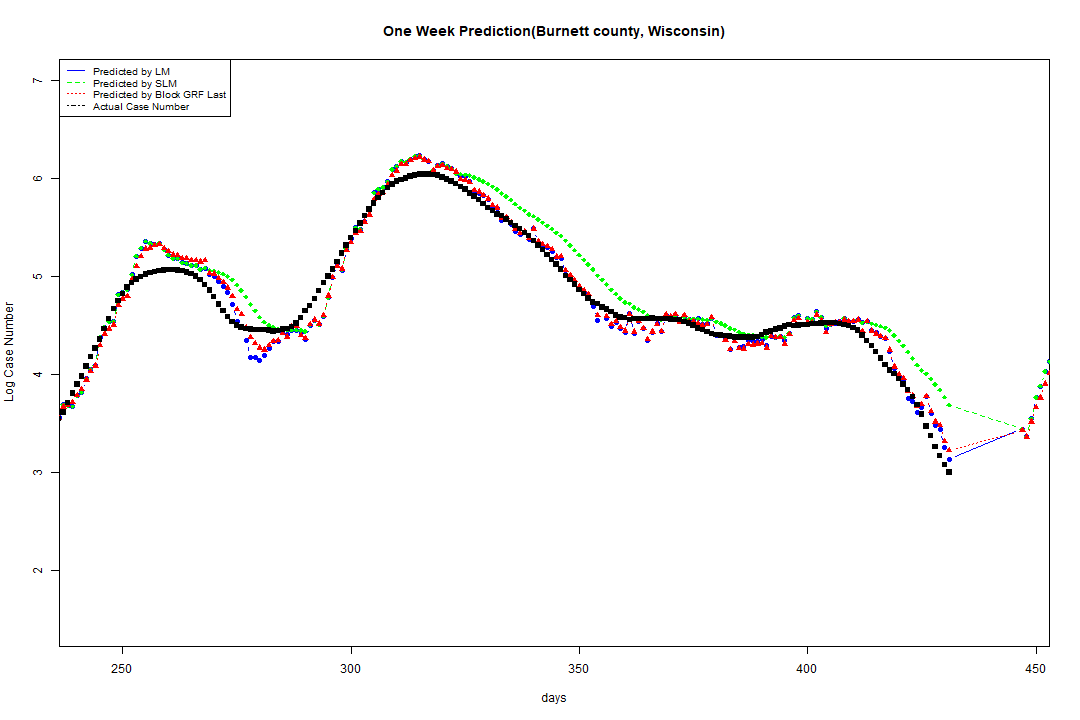 One Week Prediction(Burnett county, Wisconsin)
Predicted by LM
Predicted by SLM
Predicted by Block GRF Last
Actual Case Number
7
6
5
4
3
2
Log Case Number
250 300 350 400 450
days